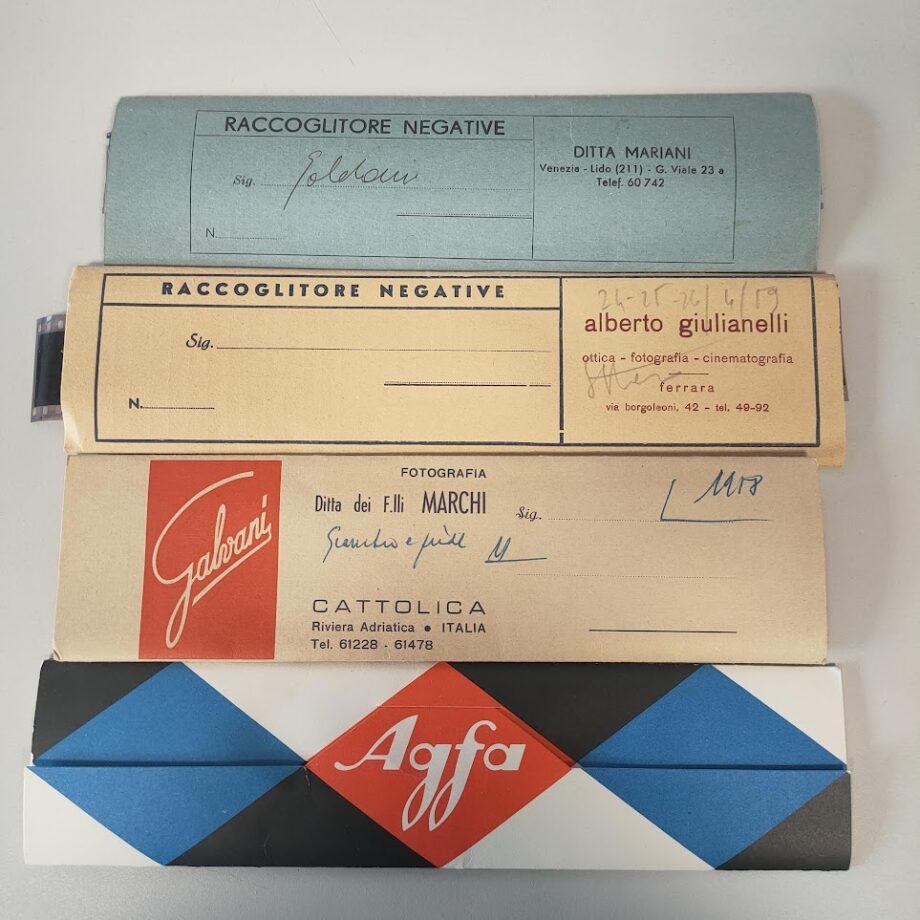 RACCOGLITORE NEGATIVE
Sig. Goldoni
N.
DITTA MARIANI
Venezia - Lido (211) - G. Viale 23 a
Telef. 60 742
RACCOGLITORE NEGATIVE
Sig.
N.
24-25-26/4/59
alberto giulianelli
ottica - fotografia - cinematografia
ferrara
via borgoleoni, 42 - tel. 49-92
Galvani
FOTOGRAFIA
Ditta dei F.lli MARCHI
Sig.
1958
e
CATTOLICA
Riviera Adriatica • ITALIA
Tel. 61228 - 61478
Agfa